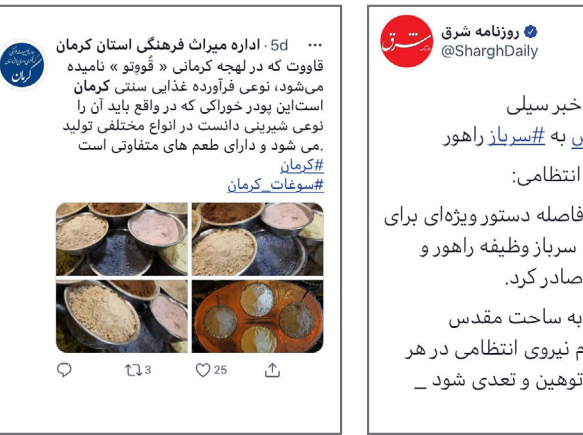 اداره میراث فرهنگی استان کرمان · 5d ...
قاووت که در لهجه کرمانی « قُووِتو » نامیده
می‌شود، نوعی فرآورده غذایی سنتی کرمان
است‌این پودر خوراکی که در واقع باید آن را
نوعی شیرینی دانست در انواع مختلفی تولید
.می شود و دارای طعم های متفاوتی است
#کرمان
#سوغات_کرمان
3 25
کرمان
روزنامه شرق
@SharghDaily
شرق
خبر سیلی
به #سرباز راهور
انتظامی:
فاصله دستور ویژه‌ای برای
سرباز وظیفه راهور و
صادر کرد.
به ساحت مقدس
م نیروی انتظامی در هر
توهین و تعدی شود _